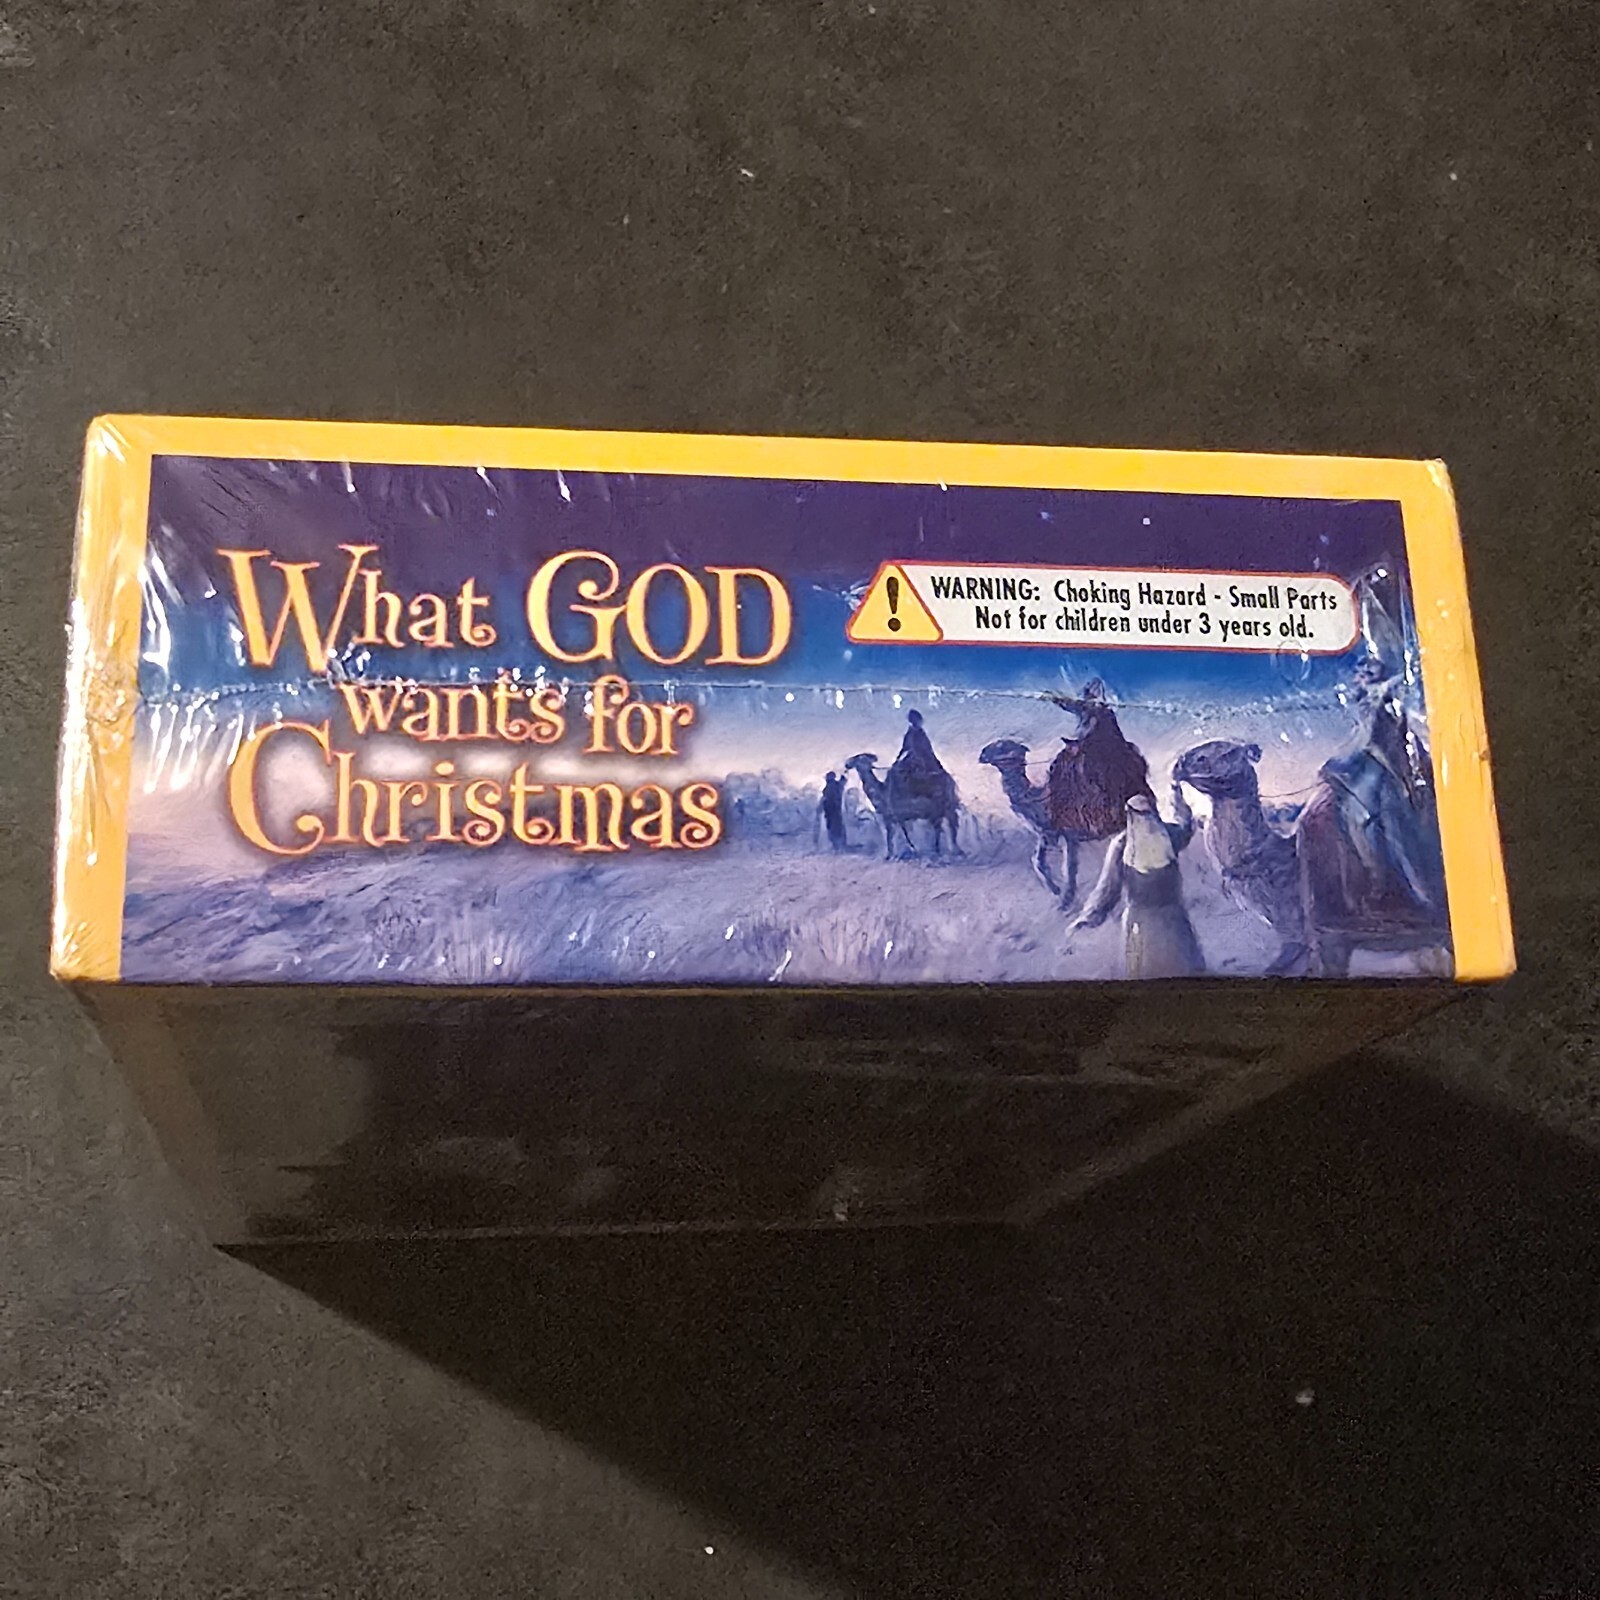 What GOD
wants for
Christmas
WARNING: Choking Hazard - Small Parts
Not for children under 3 years old.